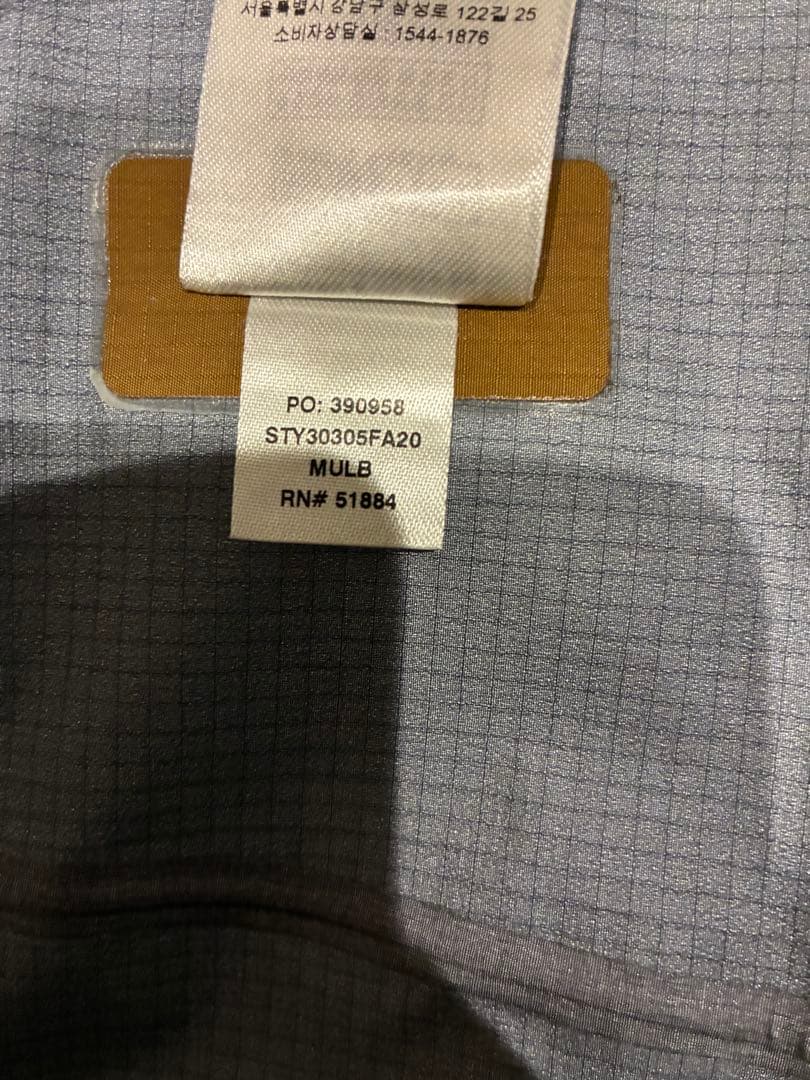 서울특별시 강남구 삼성로 122길 25
소비자상담실 : 1544-1876
PO: 390958
STY30305FA20
MULB
RN# 51884